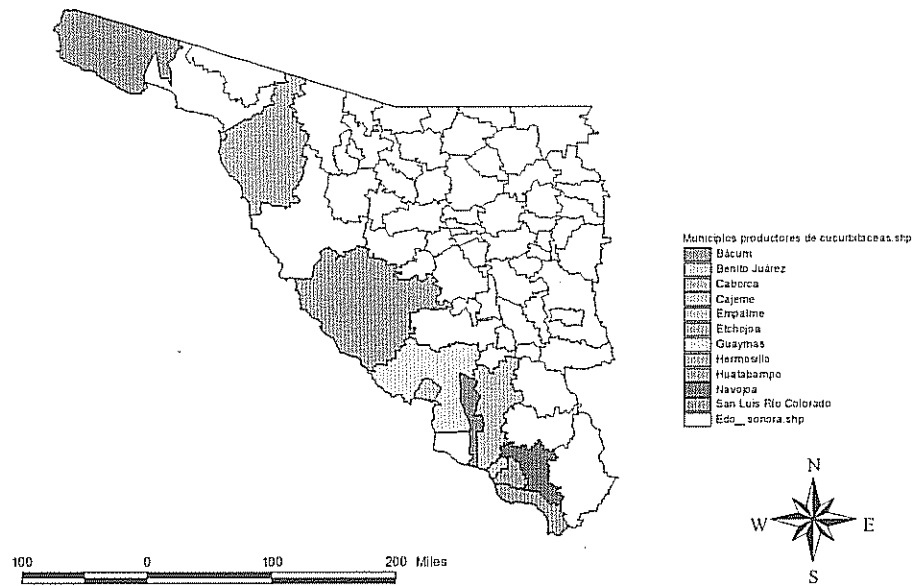 Municipios productores de cucurbitaceas.shp
Bácum
Benito Juárez
Caborca
Cajeme
Empalme
Etchojoa
Guaymas
Hermosillo
Huatabampo
Navojoa
San Luis Río Colorado
Edo_sonora.shp
N
W E
S
100 0 100 200 Miles